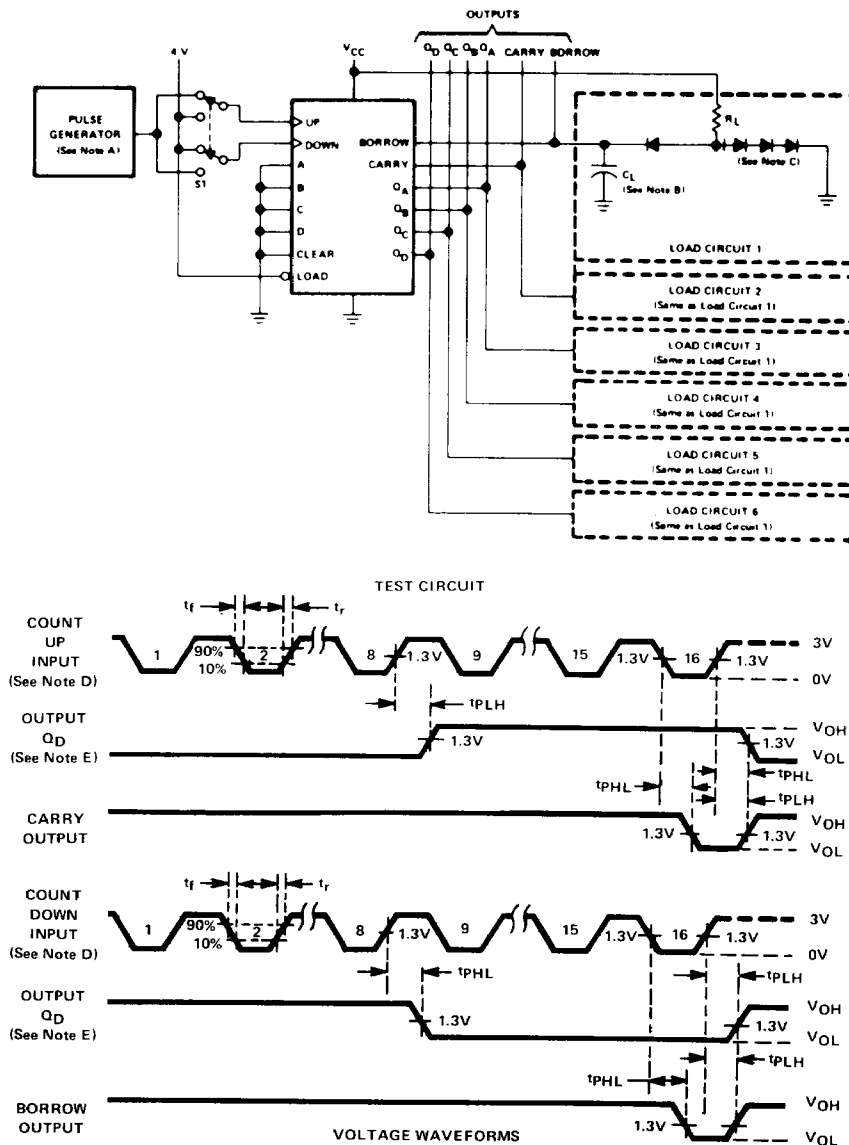 OUTPUTS
4 V
VCC
QD QC QB QA CARRY BORROW
PULSE
GENERATOR
(See Note A)
S1
UP
DOWN
A
B
C
D
CLEAR
LOAD
BORROW
CARRY
QA
QB
QC
QD
RL
(See Note C)
CL
(See Note B)
LOAD CIRCUIT 1
LOAD CIRCUIT 2
(Same as Load Circuit 1)
LOAD CIRCUIT 3
(Same as Load Circuit 1)
LOAD CIRCUIT 4
(Same as Load Circuit 1)
LOAD CIRCUIT 5
(Same as Load Circuit 1)
LOAD CIRCUIT 6
(Same as Load Circuit 1)
TEST CIRCUIT
COUNT
UP
INPUT
(See Note D)
tf tr
1 90% 10% 2 8 1.3V 9 15 1.3V 16 1.3V 3V
0V
tPLH
OUTPUT
QD
(See Note E)
1.3V 1.3V VOH
VOL
tPHL tPHL
tPLH
CARRY
OUTPUT
1.3V 1.3V VOH
VOL
COUNT
DOWN
INPUT
(See Note D)
tf tr
1 90% 10% 2 8 1.3V 9 15 1.3V 16 1.3V 3V
0V
tPHL tPLH
OUTPUT
QD
(See Note E)
1.3V 1.3V VOH
VOL
tPHL tPLH
BORROW
OUTPUT
1.3V 1.3V VOH
VOL
VOLTAGE WAVEFORMS